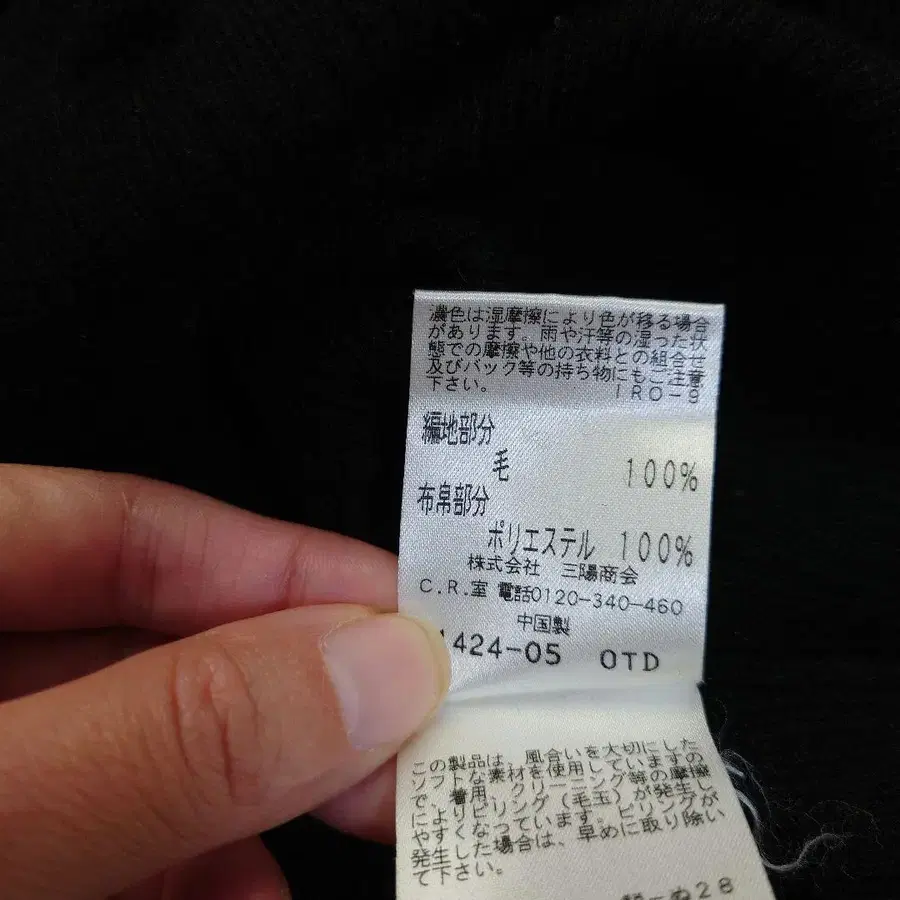 濃色は湿摩擦により色が移る場合
があります。雨や汗等の湿った状
態での摩擦や他の衣料との組合せ
及びバック等の持ち物にもご注意
下さい。 IRO-9
編地部分
毛 100%
布帛部分
ポリエステル 100%
株式会社 三陽商会
C.R.室 電話0120-340-460
中国製
1424-05 OTD
この製品は 風合いを大切にした
ソフトな素材を使用していますの
で、着用・クリーニング等の摩擦
によりピリング(毛玉)が発生し
やすくなっています。ピリングが
発生した場合は、早めに取り除い
て下さい。